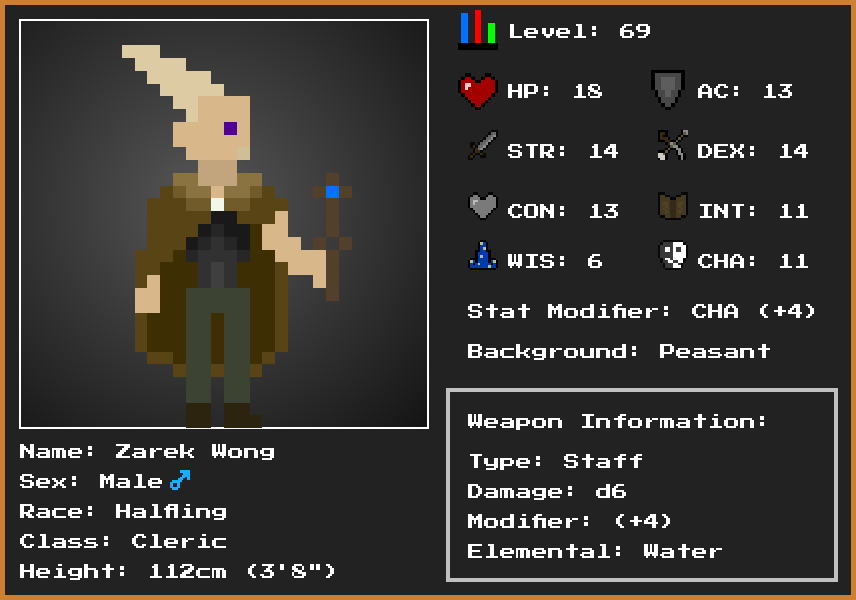 Level: 69
HP: 18
AC: 13
STR: 14
DEX: 14
CON: 13
INT: 11
WIS: 6
CHA: 11
Stat Modifier: CHA (+4)
Background: Peasant
Weapon Information:
Type: Staff
Damage: d6
Modifier: (+4)
Elemental: Water
Name: Zarek Wong
Sex: Male ♂
Race: Halfling
Class: Cleric
Height: 112cm (3'8")